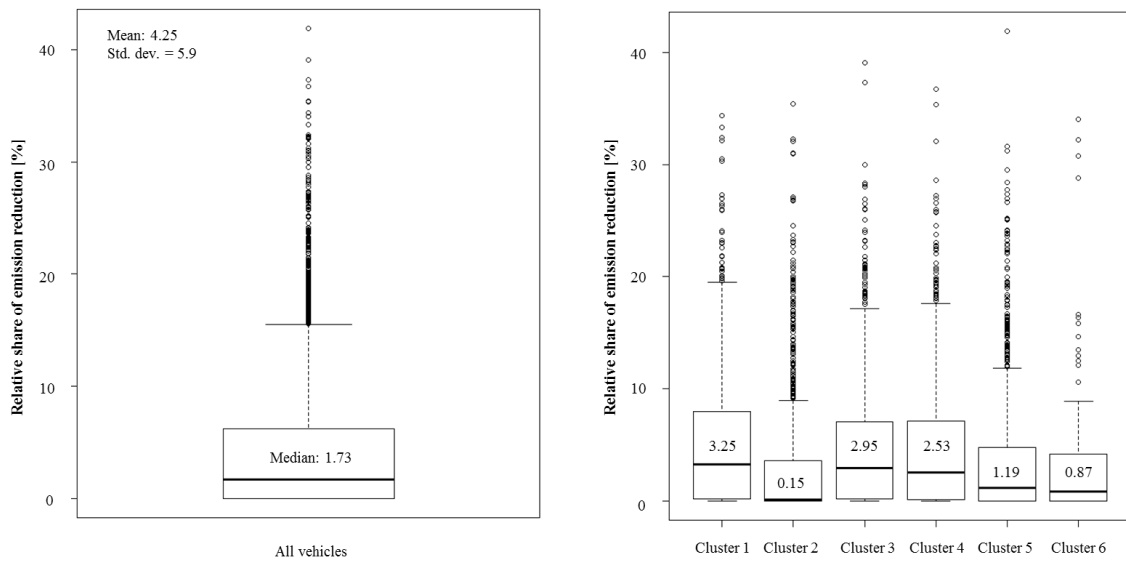 Mean: 4.25
Std. dev. = 5.9
Relative share of emission reduction [%]
40
30
20
10
0
Median: 1.73
All vehicles
Relative share of emission reduction [%]
40
30
20
10
0
3.25
0.15
2.95
2.53
1.19
0.87
Cluster 1 Cluster 2 Cluster 3 Cluster 4 Cluster 5 Cluster 6